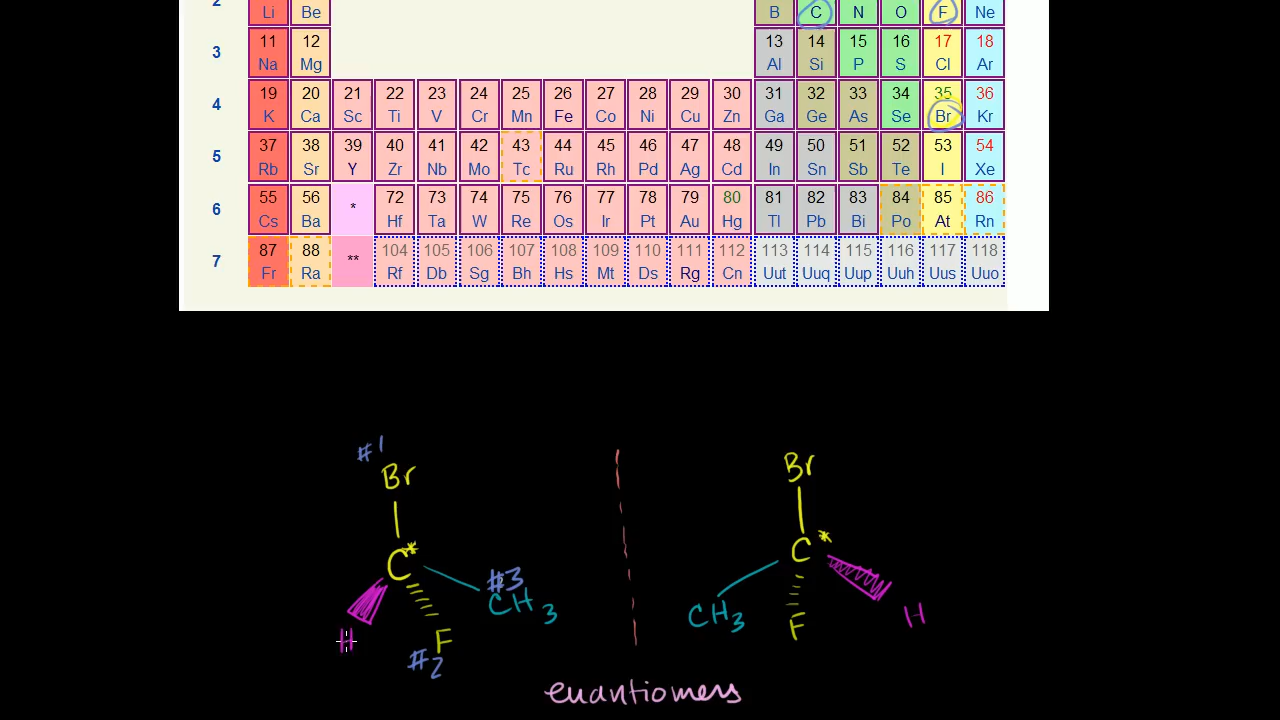 2 Li Be B C N O F Ne
11 12 13 14 15 16 17 18
3 Na Mg Al Si P S Cl Ar
19 20 21 22 23 24 25 26 27 28 29 30 31 32 33 34 35 36
4 K Ca Sc Ti V Cr Mn Fe Co Ni Cu Zn Ga Ge As Se Br Kr
37 38 39 40 41 42 43 44 45 46 47 48 49 50 51 52 53 54
5 Rb Sr Y Zr Nb Mo Tc Ru Rh Pd Ag Cd In Sn Sb Te I Xe
55 56 72 73 74 75 76 77 78 79 80 81 82 83 84 85 86
6 Cs Ba * Hf Ta W Re Os Ir Pt Au Hg Tl Pb Bi Po At Rn
87 88 104 105 106 107 108 109 110 111 112 113 114 115 116 117 118
7 Fr Ra ** Rf Db Sg Bh Hs Mt Ds Rg Cn Uut Uuq Uup Uuh Uus Uuo
#1
Br Br
C* C*
#3
CH3 CH3 H
H F F
#2
enantiomers